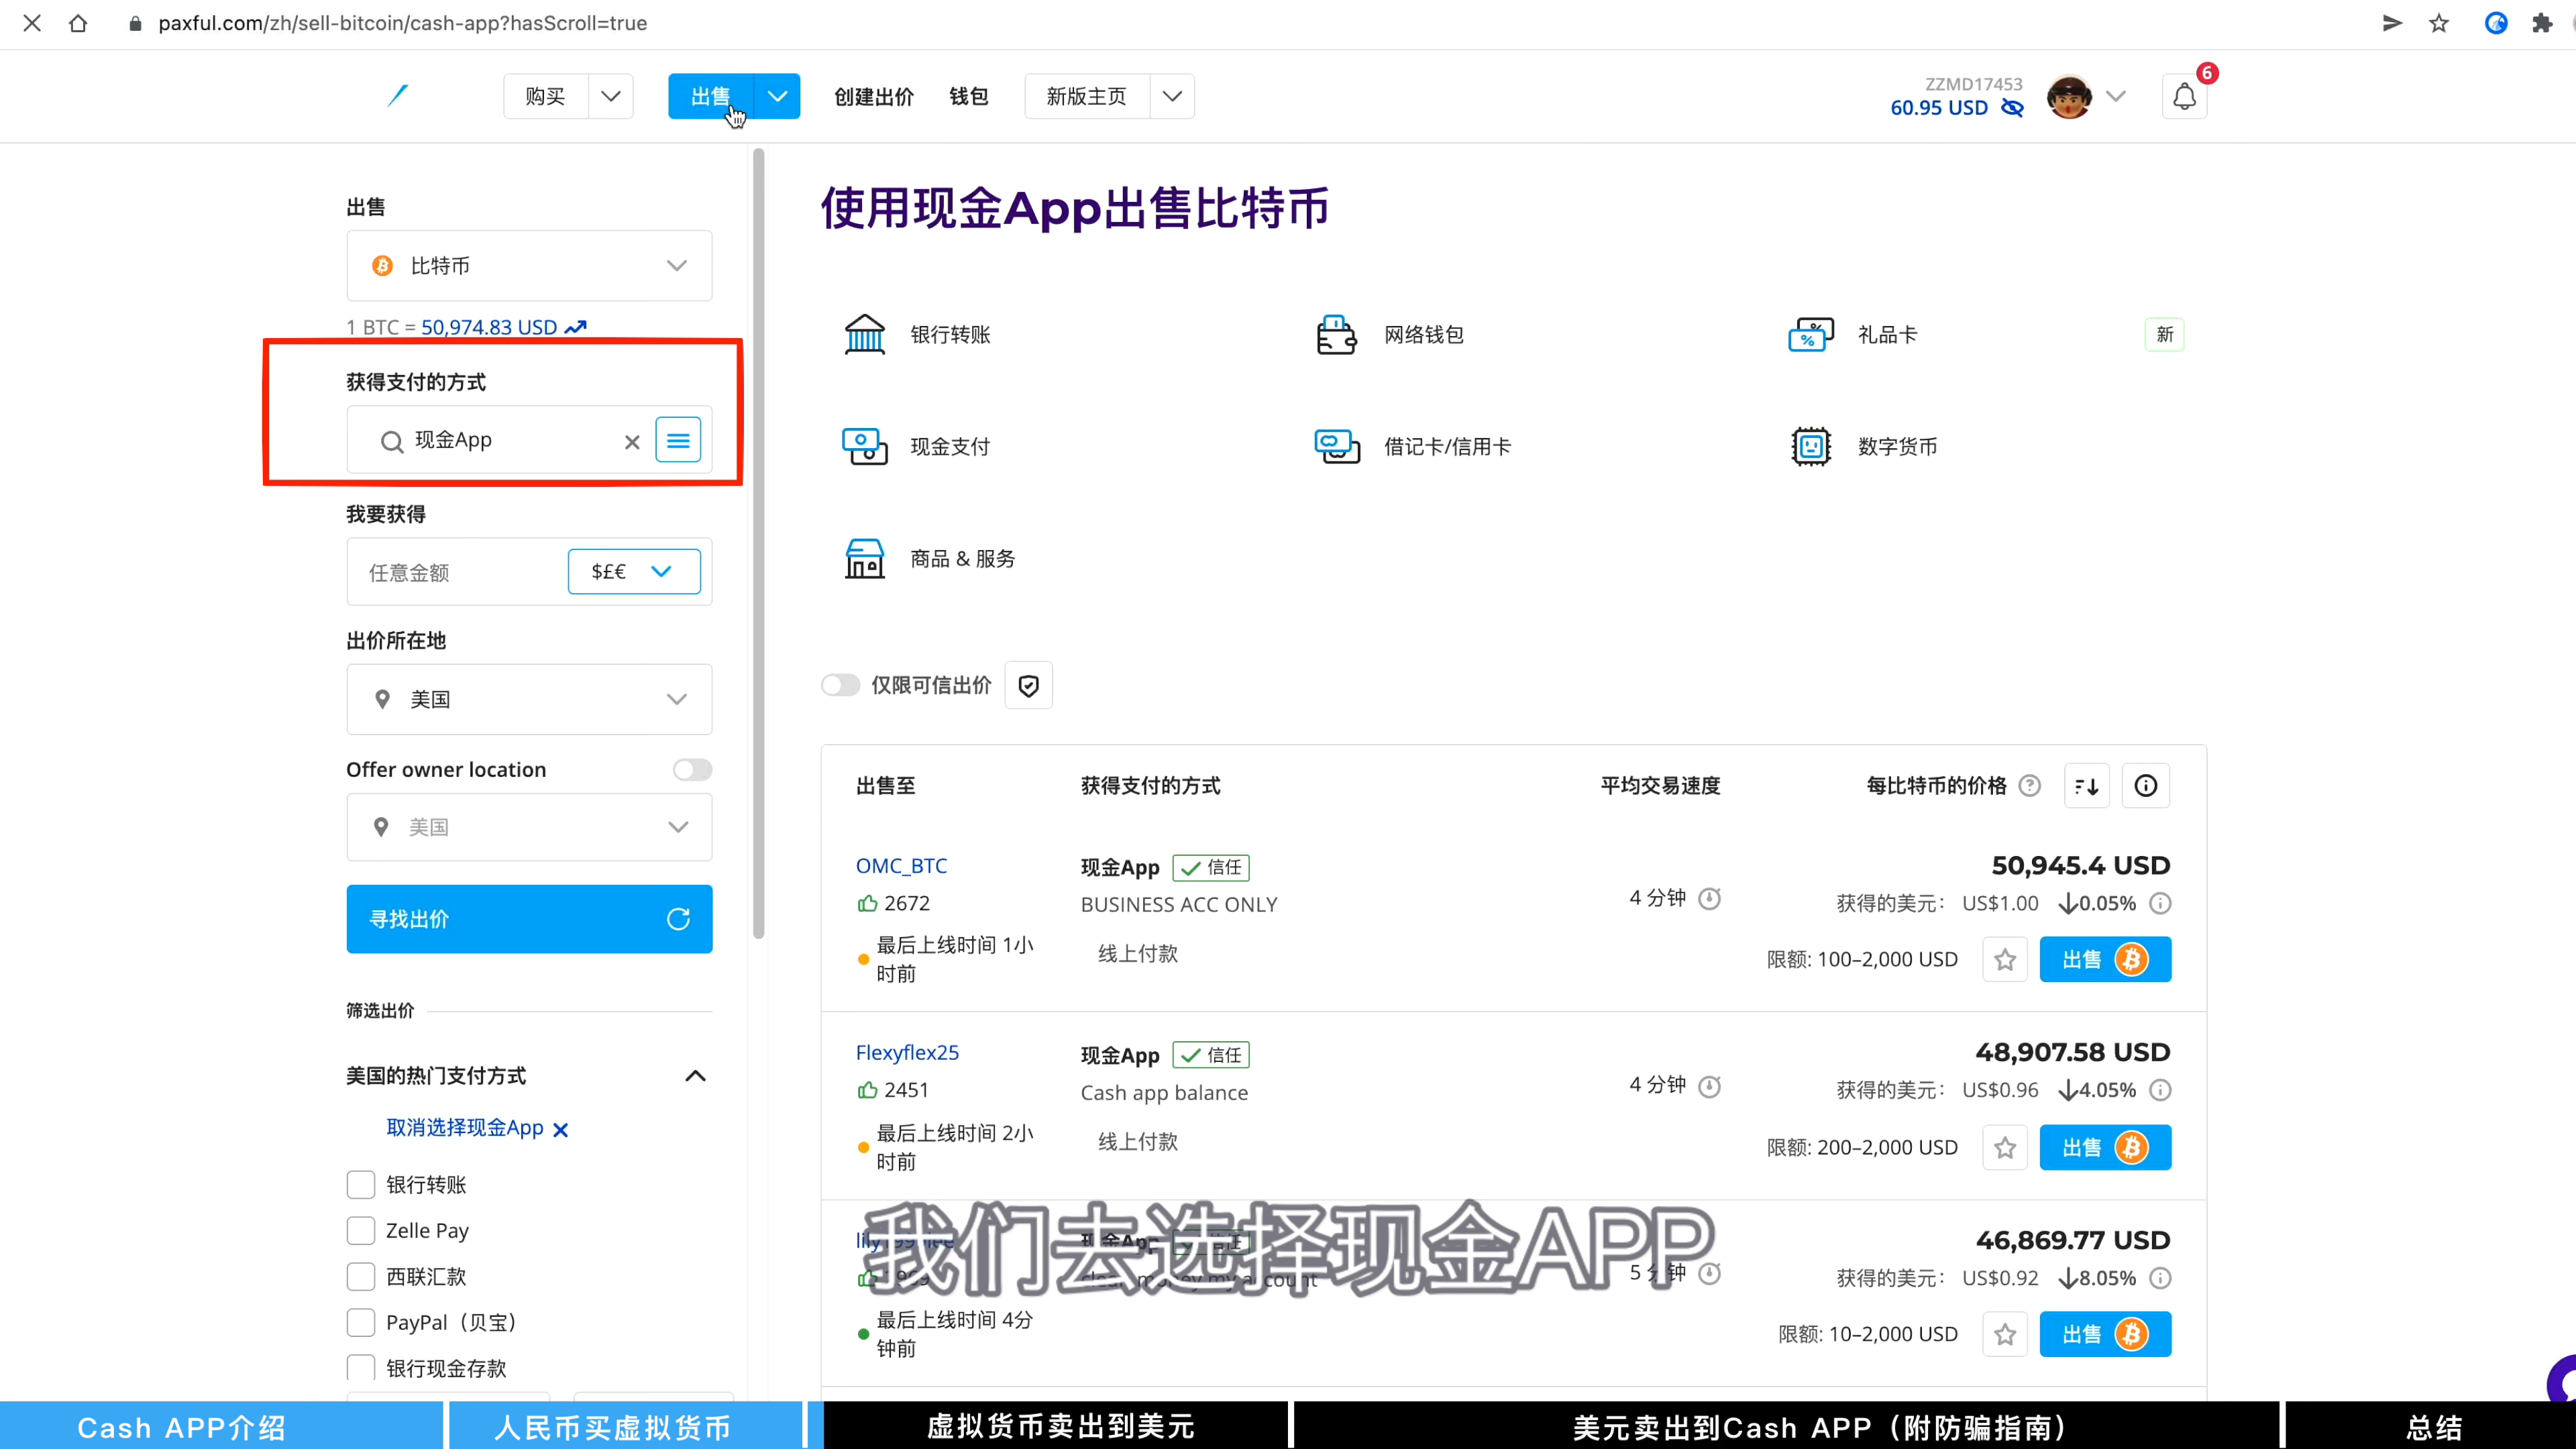 paxful.com/zh/sell-bitcoin/cash-app?hasScroll=true
购买
出售
创建出价
钱包
新版主页
ZZMD17453
60.95 USD
6
出售
比特币
1 BTC = 50,974.83 USD
获得支付的方式
现金App
我要获得
任意金额
$£€
出价所在地
美国
Offer owner location
美国
寻找出价
筛选出价
美国的热门支付方式
取消选择现金App
银行转账
Zelle Pay
西联汇款
PayPal（贝宝）
银行现金存款
使用现金App出售比特币
银行转账
网络钱包
礼品卡
新
现金支付
借记卡/信用卡
数字货币
商品 & 服务
仅限可信出价
出售至
获得支付的方式
平均交易速度
每比特币的价格
OMC_BTC
现金App
信任
50,945.4 USD
2672
BUSINESS ACC ONLY
4 分钟
获得的美元： US$1.00 0.05%
最后上线时间 1小
时前
线上付款
限额: 100–2,000 USD
出售
Flexyflex25
现金App
信任
48,907.58 USD
2451
Cash app balance
4 分钟
获得的美元： US$0.96 4.05%
最后上线时间 2小
时前
线上付款
限额: 200–2,000 USD
出售
现金App
46,869.77 USD
5 分钟
获得的美元： US$0.92 8.05%
最后上线时间 4分
钟前
限额: 10–2,000 USD
出售
我们去选择现金APP
Cash APP介绍
人民币买虚拟货币
虚拟货币卖出到美元
美元卖出到Cash APP（附防骗指南）
总结